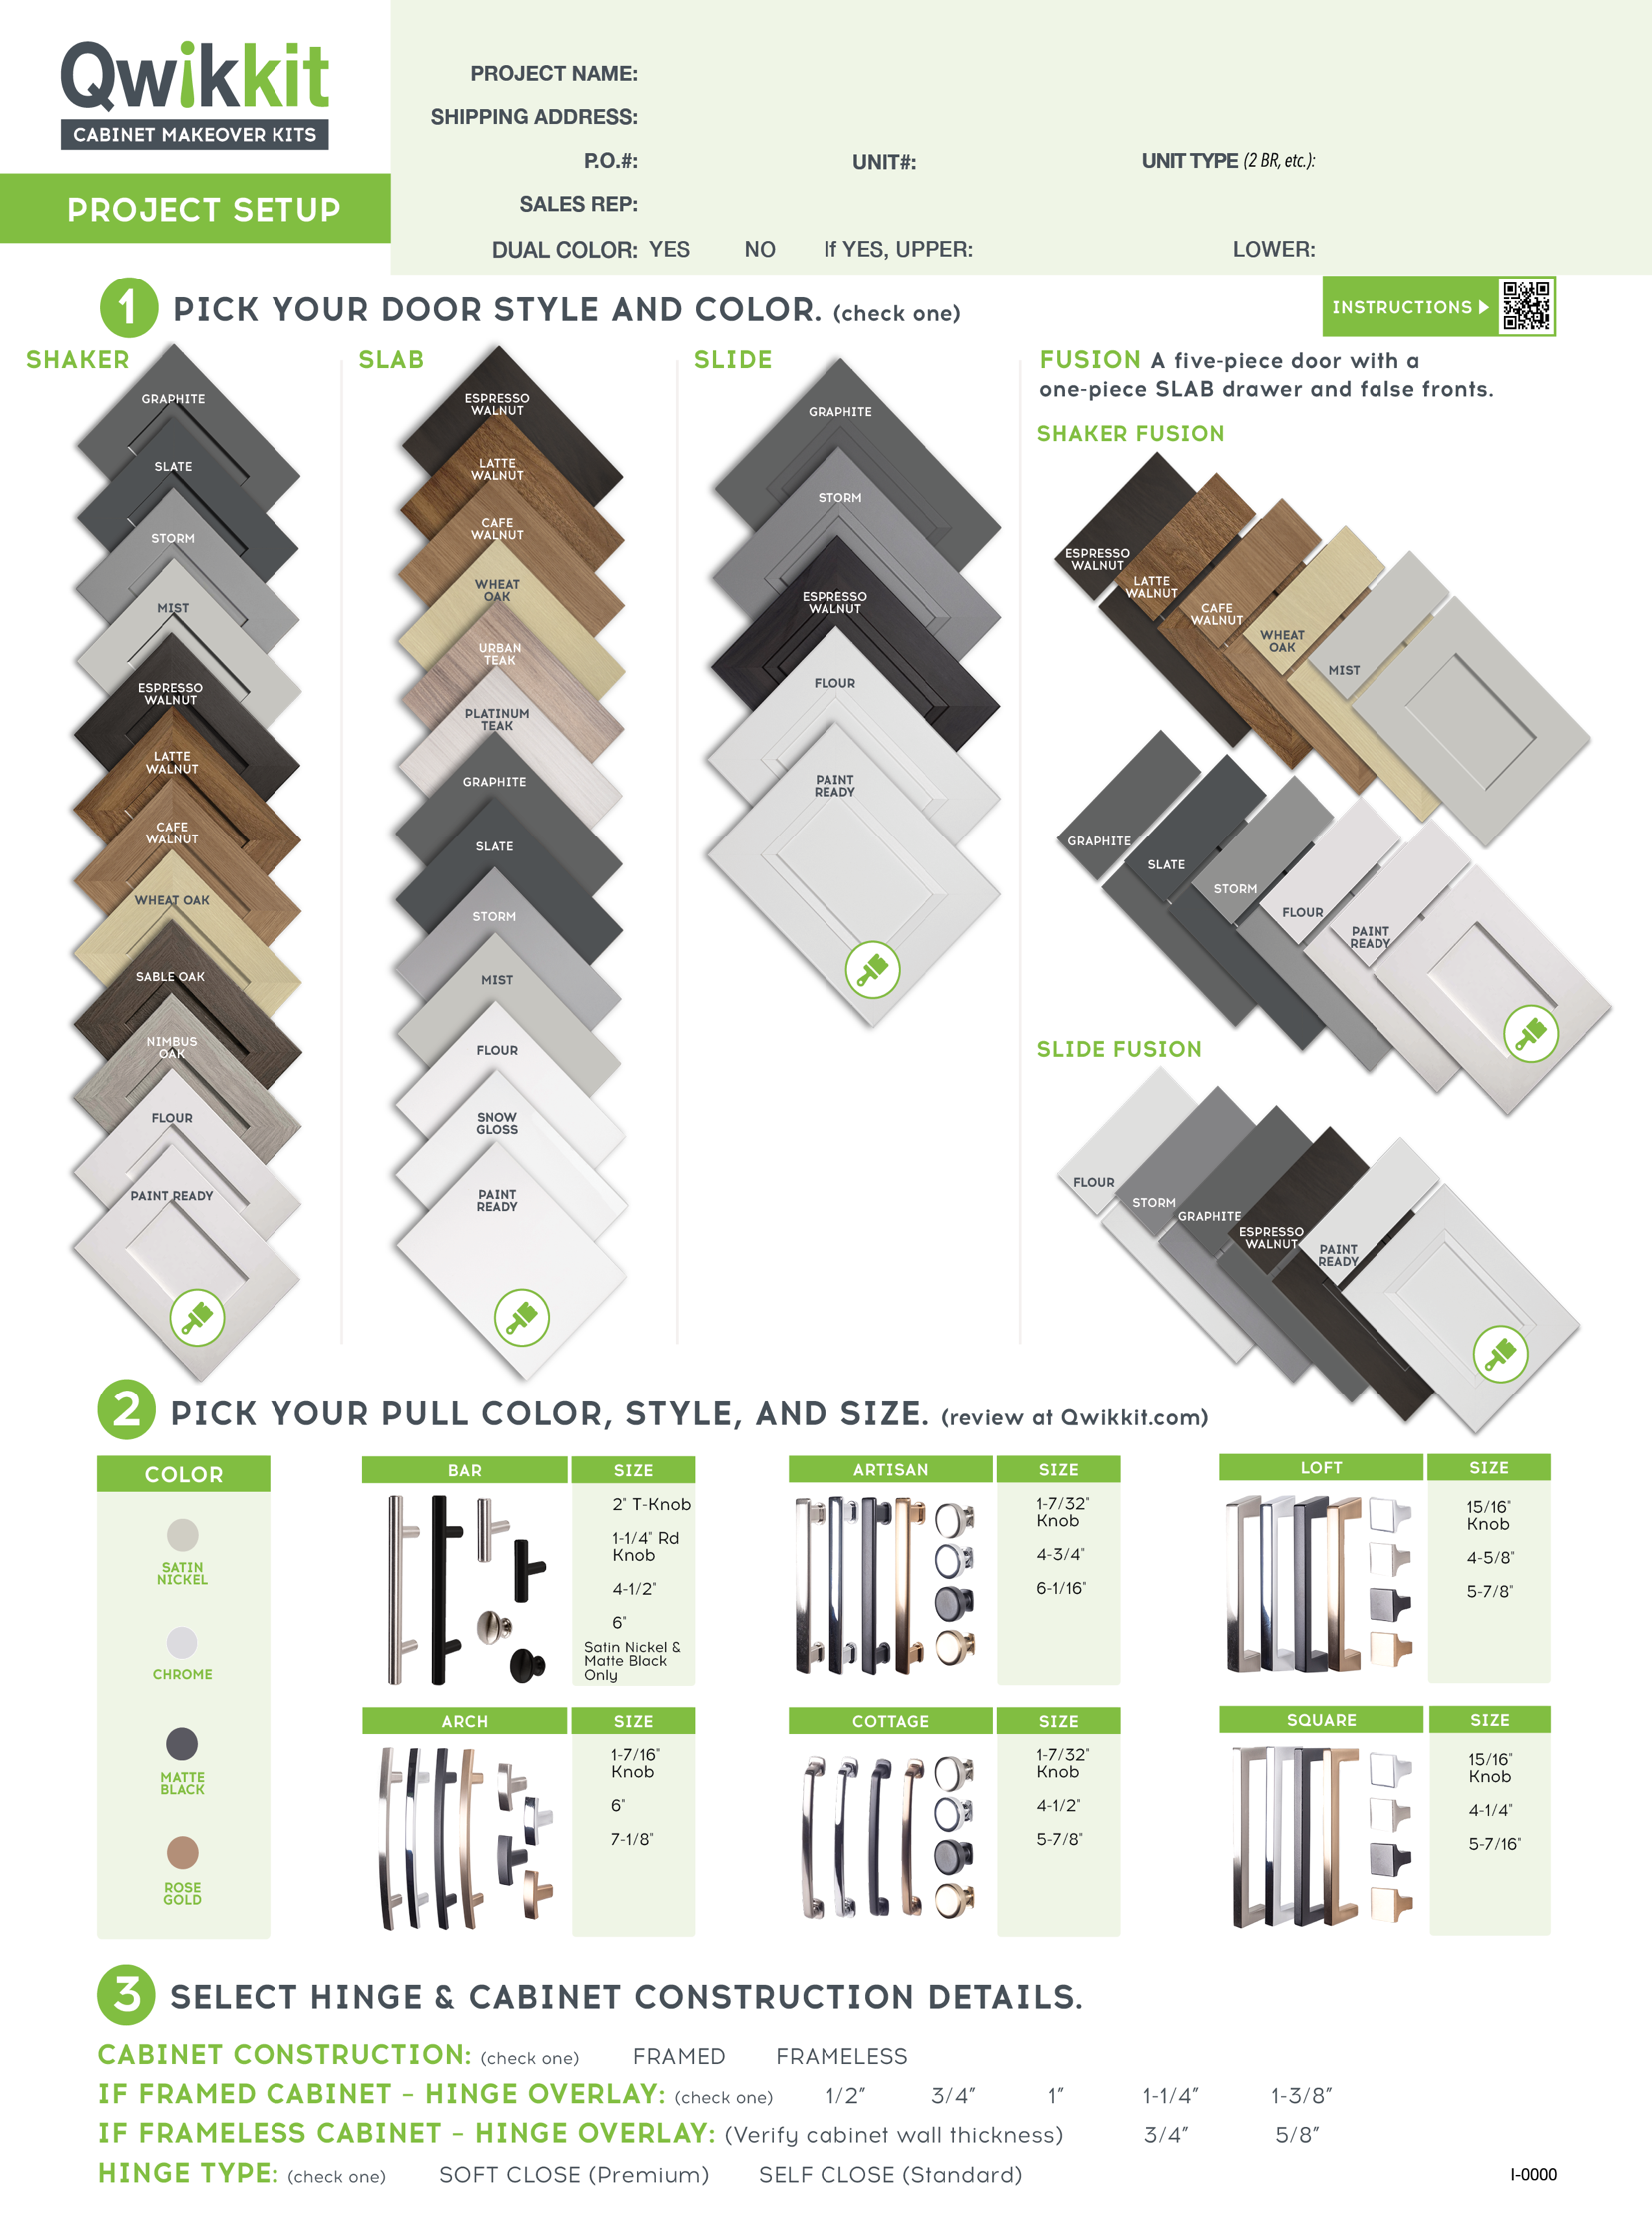 Qwikkit
CABINET MAKEOVER KITS
PROJECT SETUP
PROJECT NAME:
SHIPPING ADDRESS:
P.O.#: UNIT#: UNIT TYPE (2 BR, etc.):
SALES REP:
DUAL COLOR: YES NO If YES, UPPER: LOWER:
1 PICK YOUR DOOR STYLE AND COLOR. (check one)
INSTRUCTIONS
SHAKER
GRAPHITE
SLATE
STORM
MIST
ESPRESSO
WALNUT
LATTE
WALNUT
CAFE
WALNUT
WHEAT OAK
SABLE OAK
NIMBUS
OAK
FLOUR
PAINT READY
SLAB
ESPRESSO
WALNUT
LATTE
WALNUT
CAFE
WALNUT
WHEAT
OAK
URBAN
TEAK
PLATINUM
TEAK
GRAPHITE
SLATE
STORM
MIST
FLOUR
SNOW
GLOSS
PAINT
READY
SLIDE
GRAPHITE
STORM
ESPRESSO
WALNUT
FLOUR
PAINT
READY
FUSION A five-piece door with a
one-piece SLAB drawer and false fronts.
SHAKER FUSION
ESPRESSO
WALNUT
LATTE
WALNUT
CAFE
WALNUT
WHEAT
OAK
MIST
GRAPHITE
SLATE
STORM
FLOUR
PAINT
READY
SLIDE FUSION
FLOUR
STORM
GRAPHITE
ESPRESSO
WALNUT
PAINT
READY
2 PICK YOUR PULL COLOR, STYLE, AND SIZE. (review at Qwikkit.com)
COLOR
SATIN
NICKEL
CHROME
MATTE
BLACK
ROSE
GOLD
BAR SIZE
2" T-Knob
1-1/4" Rd
Knob
4-1/2"
6"
Satin Nickel &
Matte Black
Only
ARTISAN SIZE
1-7/32"
Knob
4-3/4"
6-1/16"
LOFT SIZE
15/16"
Knob
4-5/8"
5-7/8"
ARCH SIZE
1-7/16"
Knob
6"
7-1/8"
COTTAGE SIZE
1-7/32"
Knob
4-1/2"
5-7/8"
SQUARE SIZE
15/16"
Knob
4-1/4"
5-7/16"
3 SELECT HINGE & CABINET CONSTRUCTION DETAILS.
CABINET CONSTRUCTION: (check one) FRAMED FRAMELESS
IF FRAMED CABINET – HINGE OVERLAY: (check one) 1/2” 3/4” 1” 1-1/4” 1-3/8”
IF FRAMELESS CABINET – HINGE OVERLAY: (Verify cabinet wall thickness) 3/4” 5/8”
HINGE TYPE: (check one) SOFT CLOSE (Premium) SELF CLOSE (Standard)
I-0000